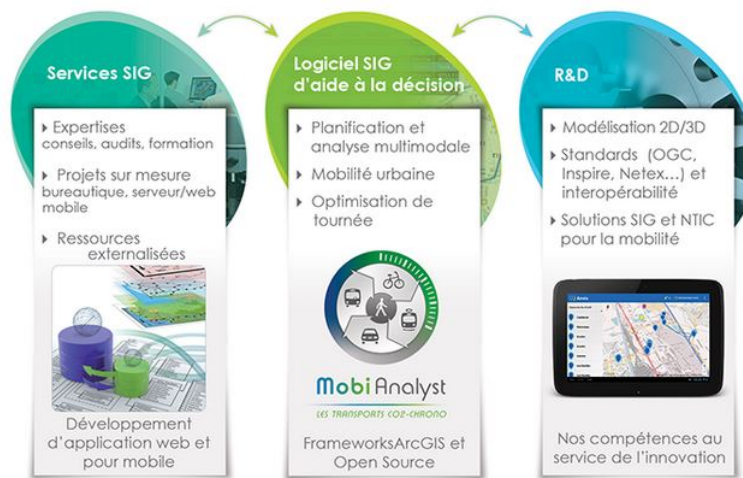 Services SIG
Expertises
conseils, audits, formation
Projets sur mesure
bureautique, serveur/web
mobile
Ressources
externalisées
Développement
d'application web et
pour mobile
Logiciel SIG
d'aide à la décision
Planification et
analyse multimodale
Mobilité urbaine
Optimisation de
tournée
MobiAnalyst
LES TRANSPORTS CO2-CHRONO
FrameworksArcGIS et
Open Source
R&D
Modélisation 2D/3D
Standards (OGC,
Inspire, Netex...) et
interopérabilité
Solutions SIG et NTIC
pour la mobilité
Nos compétences au
service de l'innovation